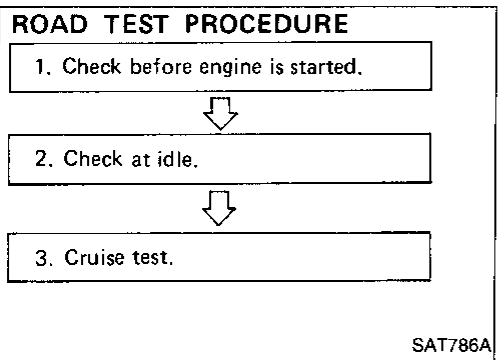 ROAD TEST PROCEDURE
1. Check before engine is started.
2. Check at idle.
3. Cruise test.
SAT786A